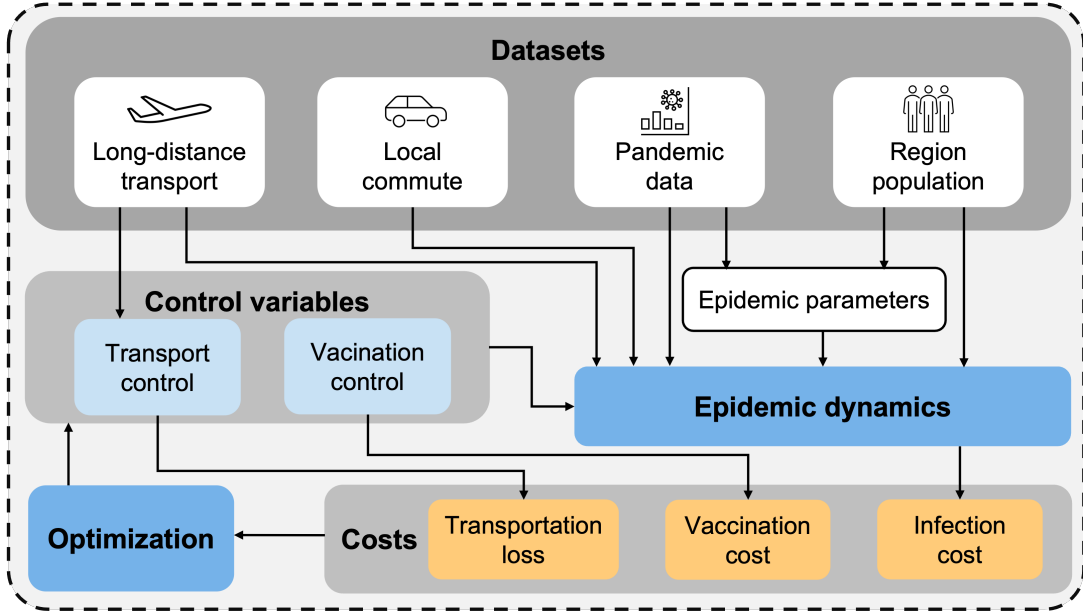 Datasets
Long-distance
transport
Local
commute
Pandemic
data
Region
population
Control variables
Transport
control
Vacination
control
Epidemic parameters
Epidemic dynamics
Optimization
Costs
Transportation
loss
Vaccination
cost
Infection
cost